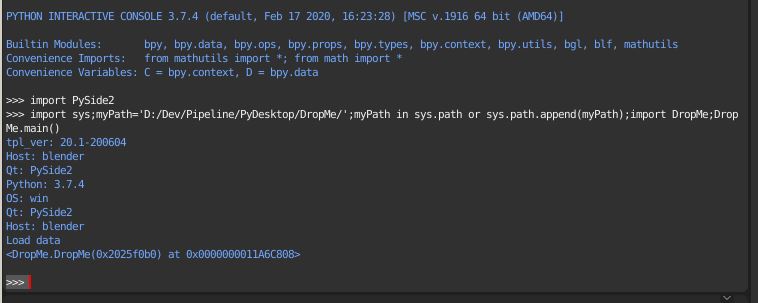 PYTHON INTERACTIVE CONSOLE 3.7.4 (default, Feb 17 2020, 16:23:28) [MSC v.1916 64 bit (AMD64)]
Builtin Modules:       bpy, bpy.data, bpy.ops, bpy.props, bpy.types, bpy.context, bpy.utils, bgl, blf, mathutils
Convenience Imports:   from mathutils import *; from math import *
Convenience Variables: C = bpy.context, D = bpy.data
>>> import PySide2
>>> import sys;myPath='D:/Dev/Pipeline/PyDesktop/DropMe/';myPath in sys.path or sys.path.append(myPath);import DropMe;Drop
Me.main()
tpl_ver: 20.1-200604
Host: blender
Qt: PySide2
Python: 3.7.4
OS: win
Qt: PySide2
Host: blender
Load data
<DropMe.DropMe(0x2025f0b0) at 0x0000000011A6C808>
>>>